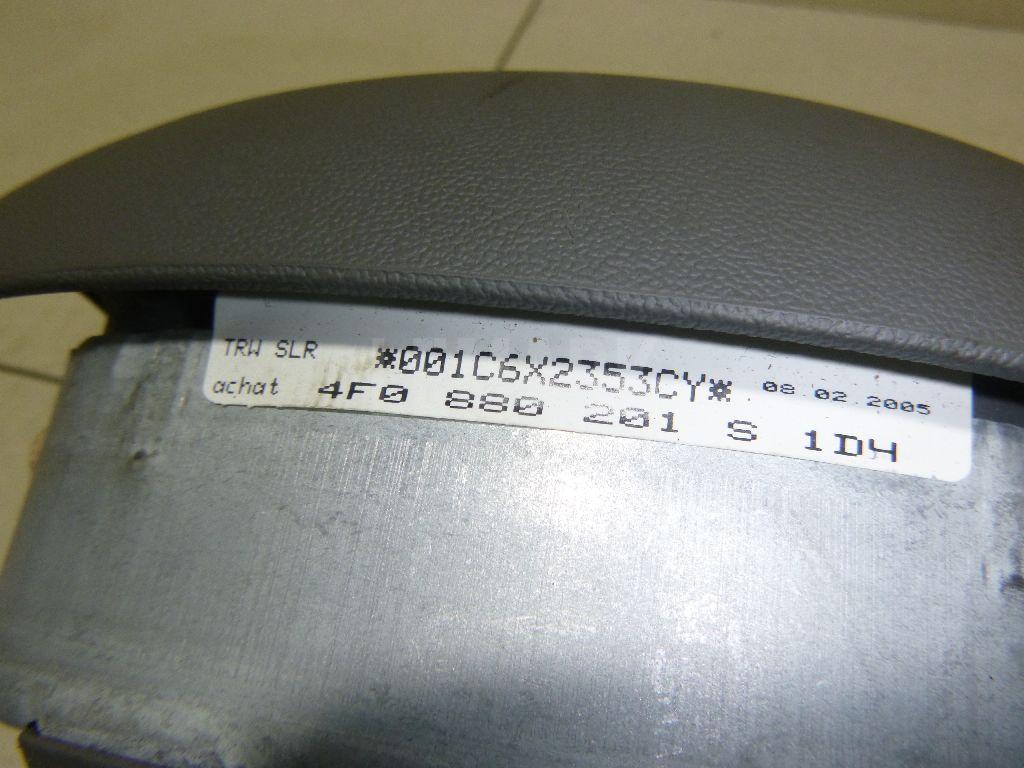 TRW SLR *001C6X2353CY* 08.02.2005
achat 4F0 880 201 S 1D4